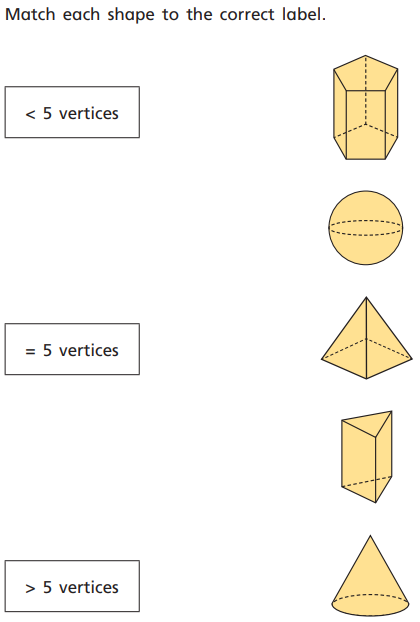 Match each shape to the correct label.
< 5 vertices
= 5 vertices
> 5 vertices